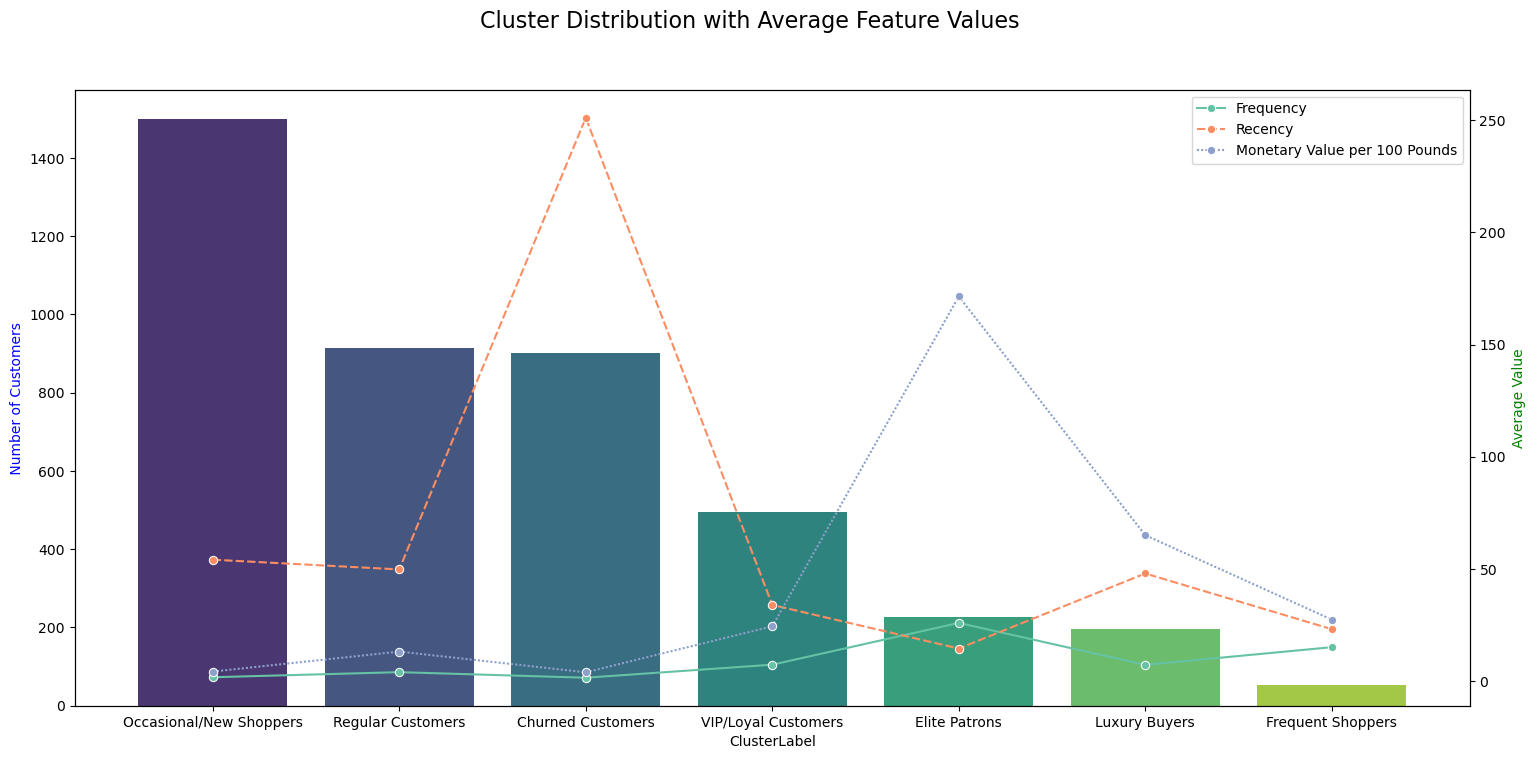 Cluster Distribution with Average Feature Values
Frequency
Recency
Monetary Value per 100 Pounds
Number of Customers
1400
1200
1000
800
600
400
200
0
250
200
150
100
50
0
Average Value
Occasional/New Shoppers
Regular Customers
Churned Customers
VIP/Loyal Customers
Elite Patrons
Luxury Buyers
Frequent Shoppers
ClusterLabel